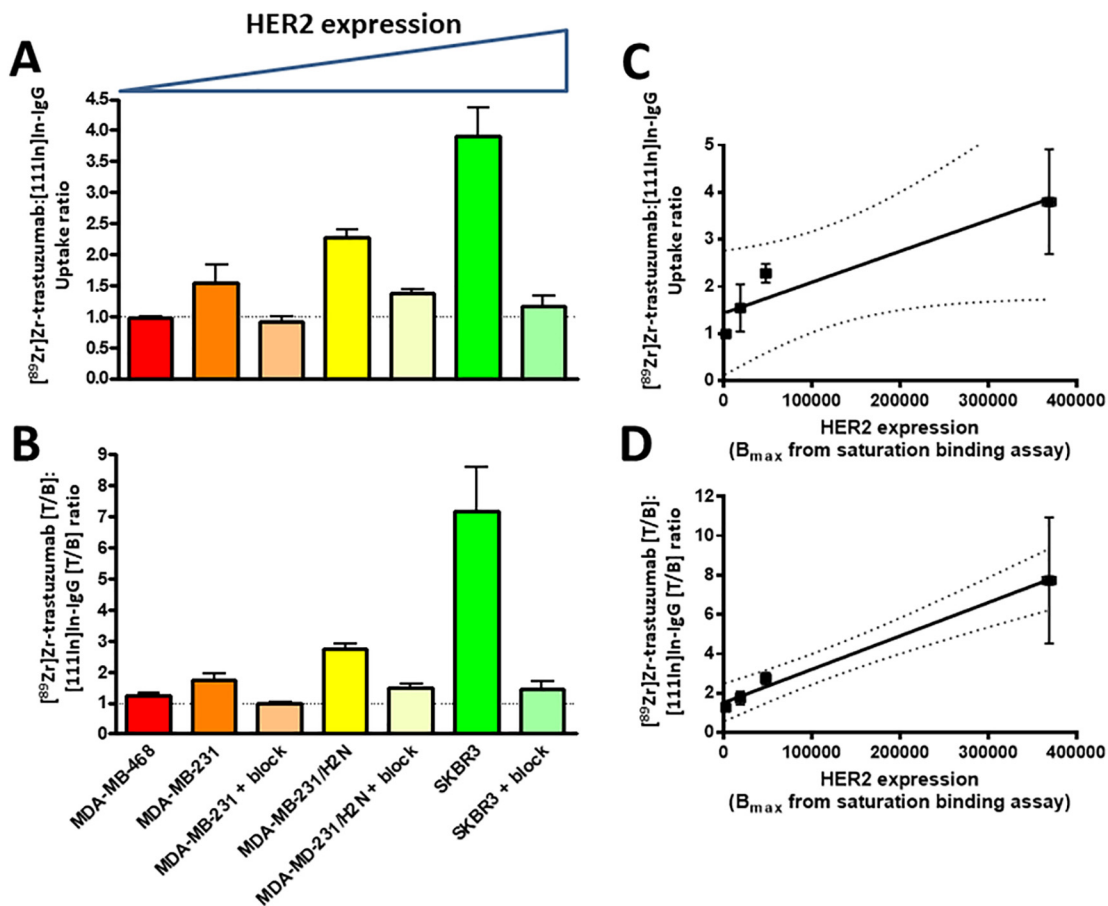 HER2 expression
A
[⁸⁹Zr]Zr-trastuzumab:[111In]In-IgG
Uptake ratio
4.5
4.0
3.5
3.0
2.5
2.0
1.5
1.0
0.5
0.0
B
[⁸⁹Zr]Zr-trastuzumab [T/B]:
[111In]In-IgG [T/B] ratio
9
8
7
6
5
4
3
2
1
0
MDA-MB-468
MDA-MB-231
MDA-MB-231 + block
MDA-MB-231/H2N
MDA-MD-231/H2N + block
SKBR3
SKBR3 + block
C
[⁸⁹Zr]Zr-trastuzumab:[111In]In-IgG
Uptake ratio
5
4
3
2
1
0
0 100000 200000 300000 400000
HER2 expression
(Bmax from saturation binding assay)
D
[⁸⁹Zr]Zr-trastuzumab [T/B]:
[111In]In-IgG [T/B] ratio
12
10
8
6
4
2
0
0 100000 200000 300000 400000
HER2 expression
(Bmax from saturation binding assay)